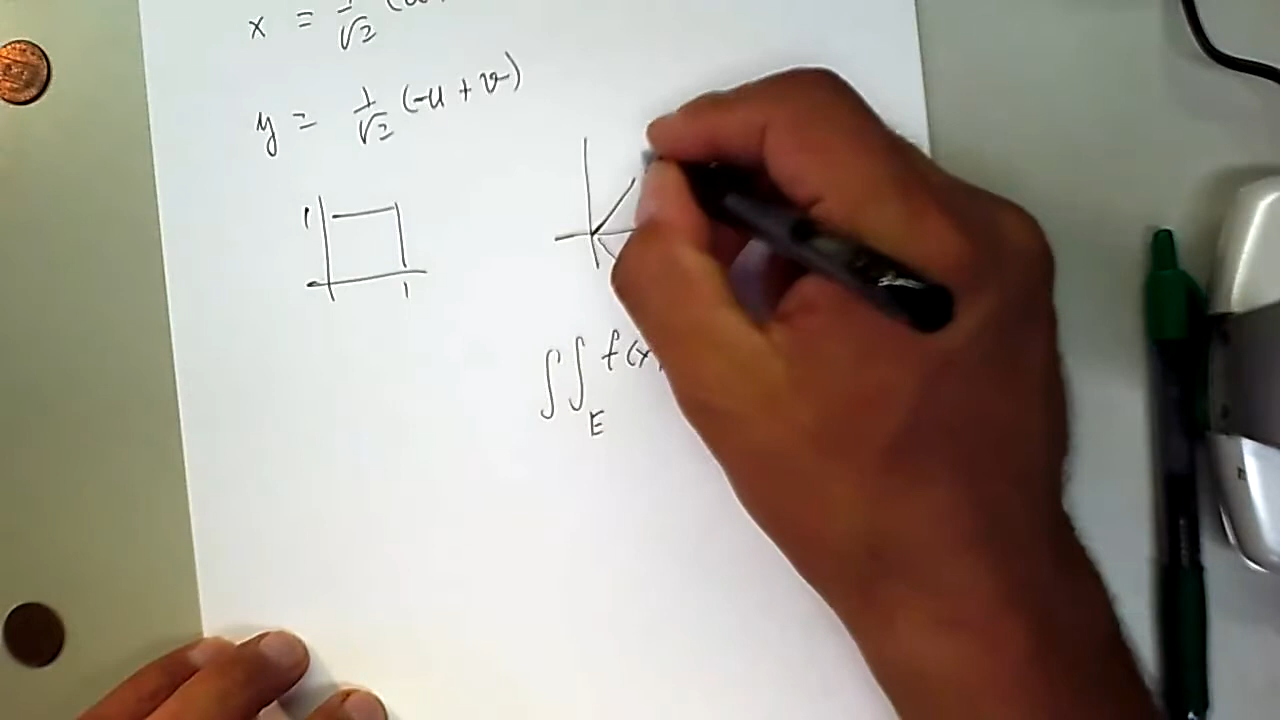 x = 1/√2 (u
y = 1/√2 (-u + v)
1
1
∫∫_E f(x,